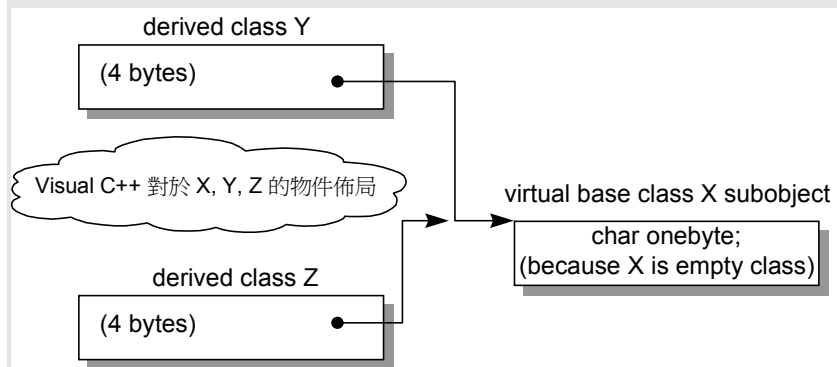 derived class Y
(4 bytes)
Visual C++ 對於 X, Y, Z 的物件佈局
virtual base class X subobject
char onebyte;
(because X is empty class)
derived class Z
(4 bytes)